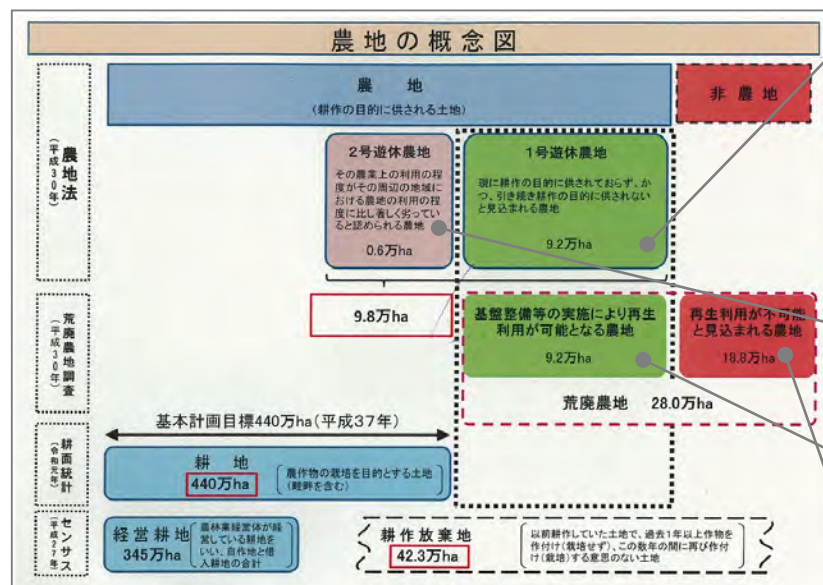 農地の概念図
農地法
(平成30年)
農 地
(耕作の目的に供される土地)
非 農 地
2号遊休農地
その農業上の利用の程
度がその周辺の地域に
おける農地の利用の程
度に比し著しく劣ってい
ると認められる農地
0.6万ha
1号遊休農地
現に耕作の目的に供されておらず、か
つ、引き続き耕作の目的に供されない
と見込まれる農地
9.2万ha
荒廃農地調査
(平成30年)
9.8万ha
基盤整備等の実施により再生
利用が可能となる農地
9.2万ha
再生利用が不可能
と見込まれる農地
18.8万ha
荒廃農地 28.0万ha
基本計画目標440万ha(平成37年)
耕面統計
(令和元年)
耕 地
440万ha
農作物の栽培を目的とする土地
(畦畔を含む)
センサス
(平成27年)
経営耕地
345万ha
農林業経営体が経
営している耕地を
いい、自作地と借
入耕地の合計
耕作放棄地
42.3万ha
以前耕作していた土地で、過去1年以上作物を
作付け(栽培せず)、この数年の間に再び作付
け(栽培)する意思のない土地